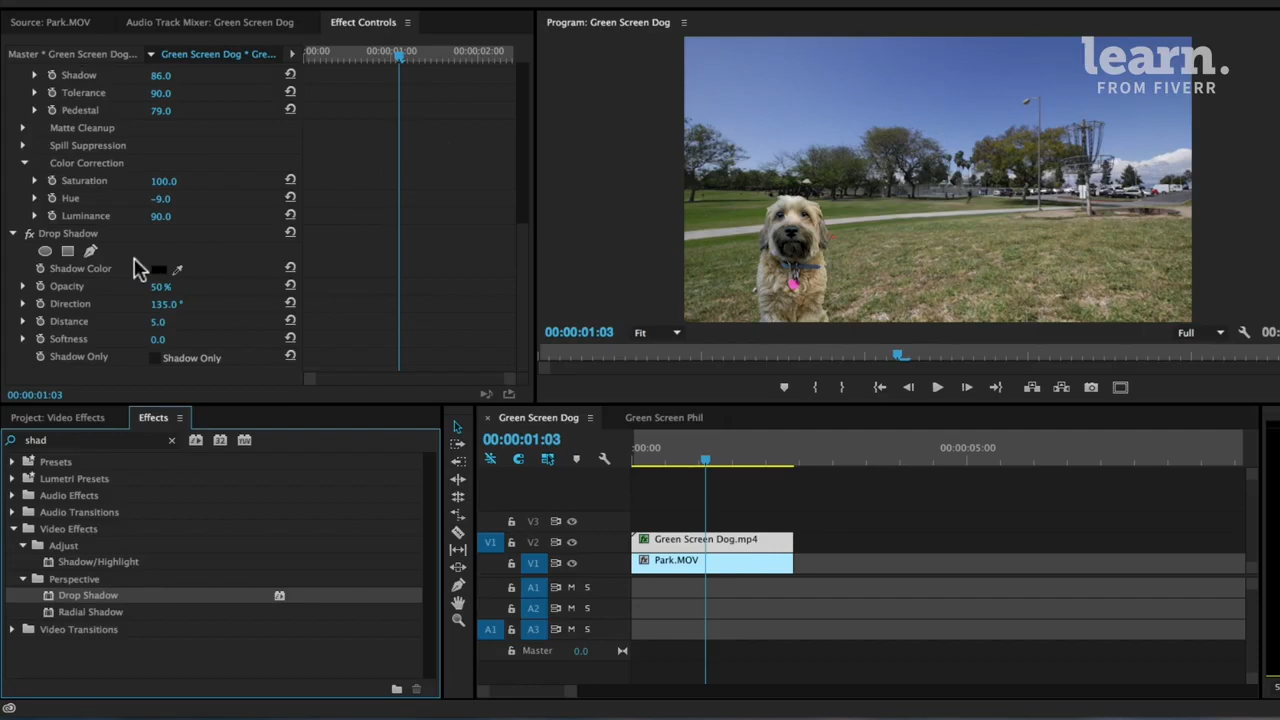 Source: Park.MOV
Audio Track Mixer: Green Screen Dog
Effect Controls
Program: Green Screen Dog
Master * Green Screen Dog...
Green Screen Dog * Gre...
:00:00
00:00:01:00
00:00:02:00
Shadow 86.0
Tolerance 90.0
Pedestal 79.0
Matte Cleanup
Spill Suppression
Color Correction
Saturation 100.0
Hue -9.0
Luminance 90.0
fx Drop Shadow
Shadow Color
Opacity 50 %
Direction 135.0 °
Distance 5.0
Softness 0.0
Shadow Only Shadow Only
00:00:01:03
learn.
FROM FIVERR
00:00:01:03
Fit
Full
00:00
Project: Video Effects
Effects
shad
Presets
Lumetri Presets
Audio Effects
Audio Transitions
Video Effects
Adjust
Shadow/Highlight
Perspective
Drop Shadow
Radial Shadow
Video Transitions
Green Screen Dog
Green Screen Phil
00:00:01:03
:00:00
00:00:05:00
V3
V1 V2 fx Green Screen Dog.mp4
V1 fx Park.MOV
A1 M S
A2 M S
A1 A3 M S
Master 0.0
S